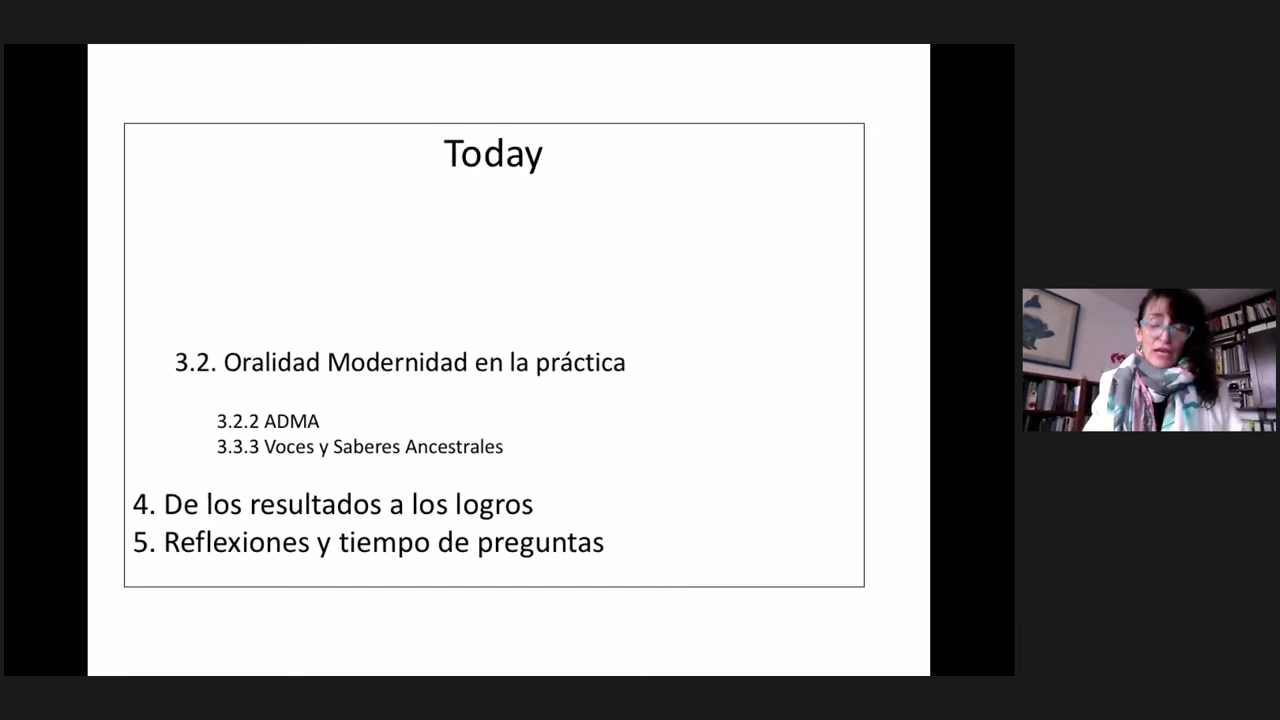 Today
3.2. Oralidad Modernidad en la práctica
3.2.2 ADMA
3.3.3 Voces y Saberes Ancestrales
4. De los resultados a los logros
5. Reflexiones y tiempo de preguntas